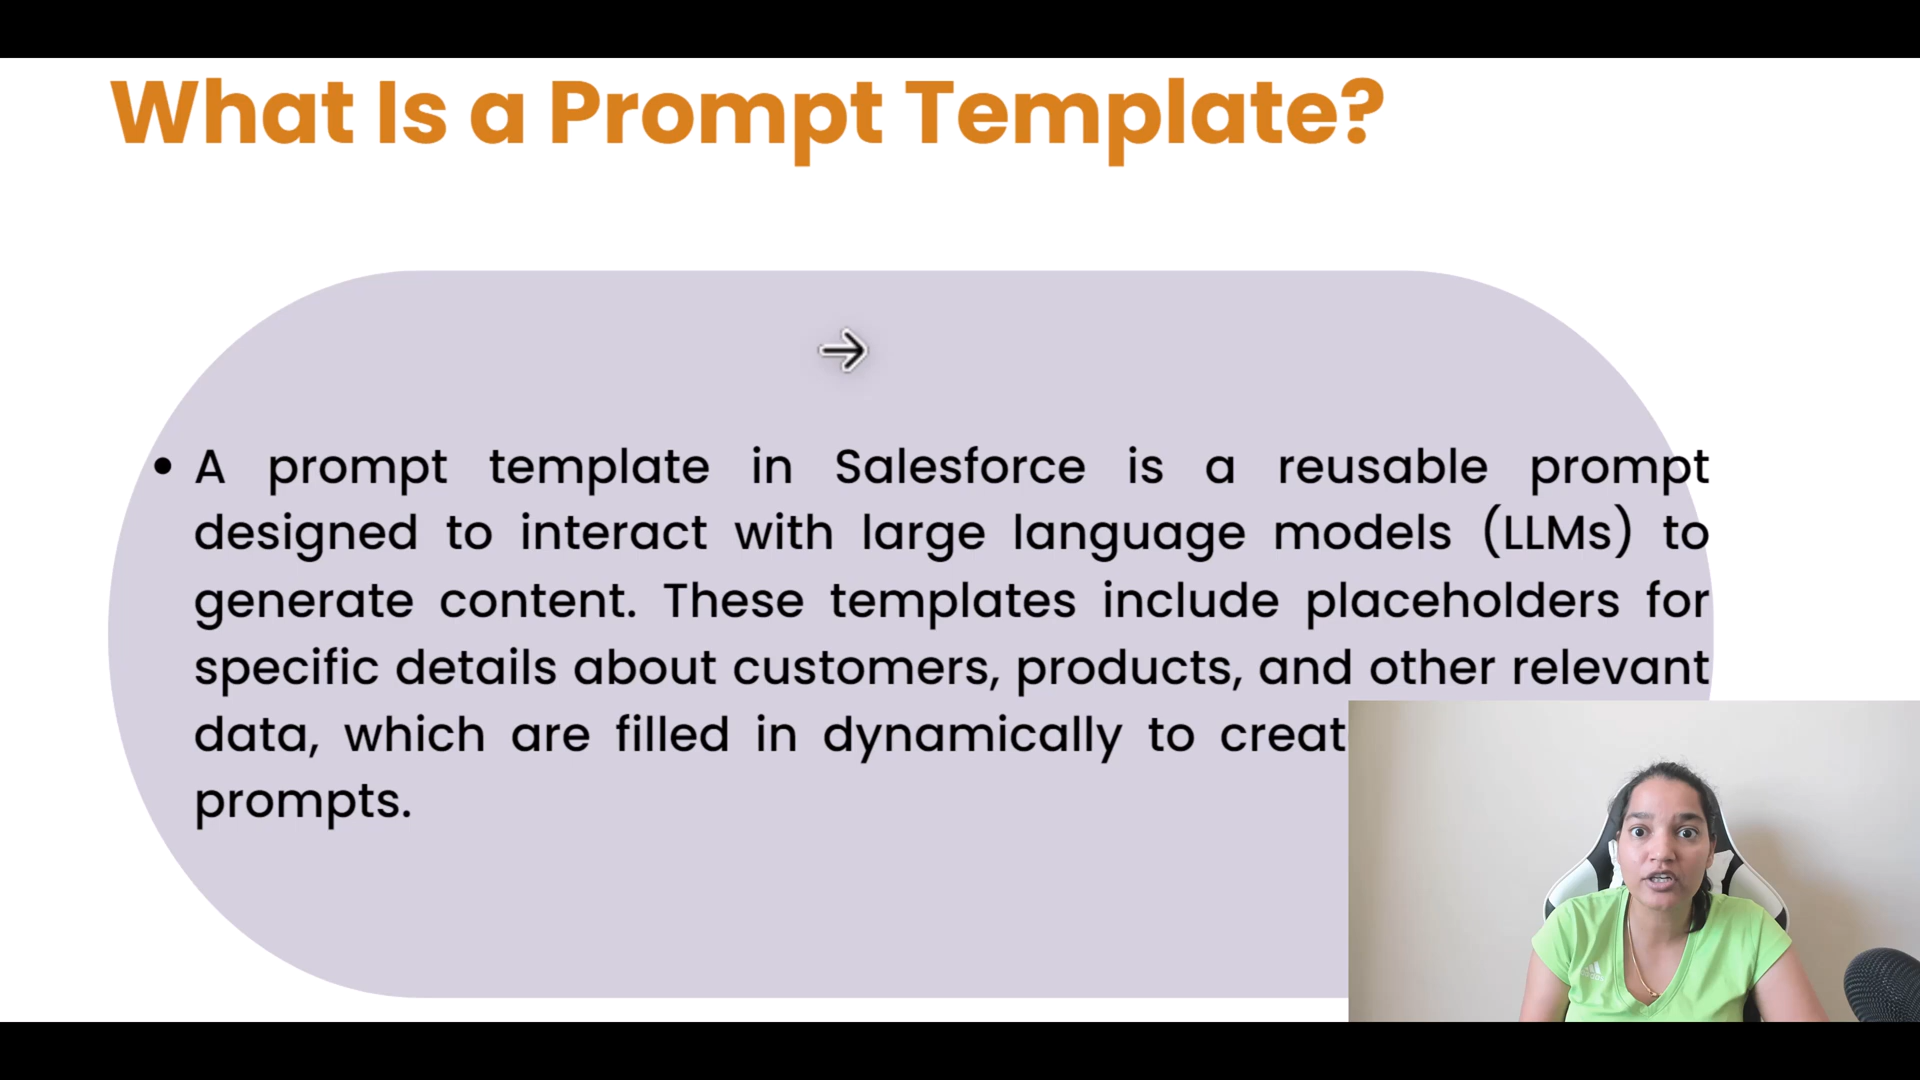 What Is a Prompt Template?
• A prompt template in Salesforce is a reusable prompt
designed to interact with large language models (LLMs) to
generate content. These templates include placeholders for
specific details about customers, products, and other relevant
data, which are filled in dynamically to creat
prompts.